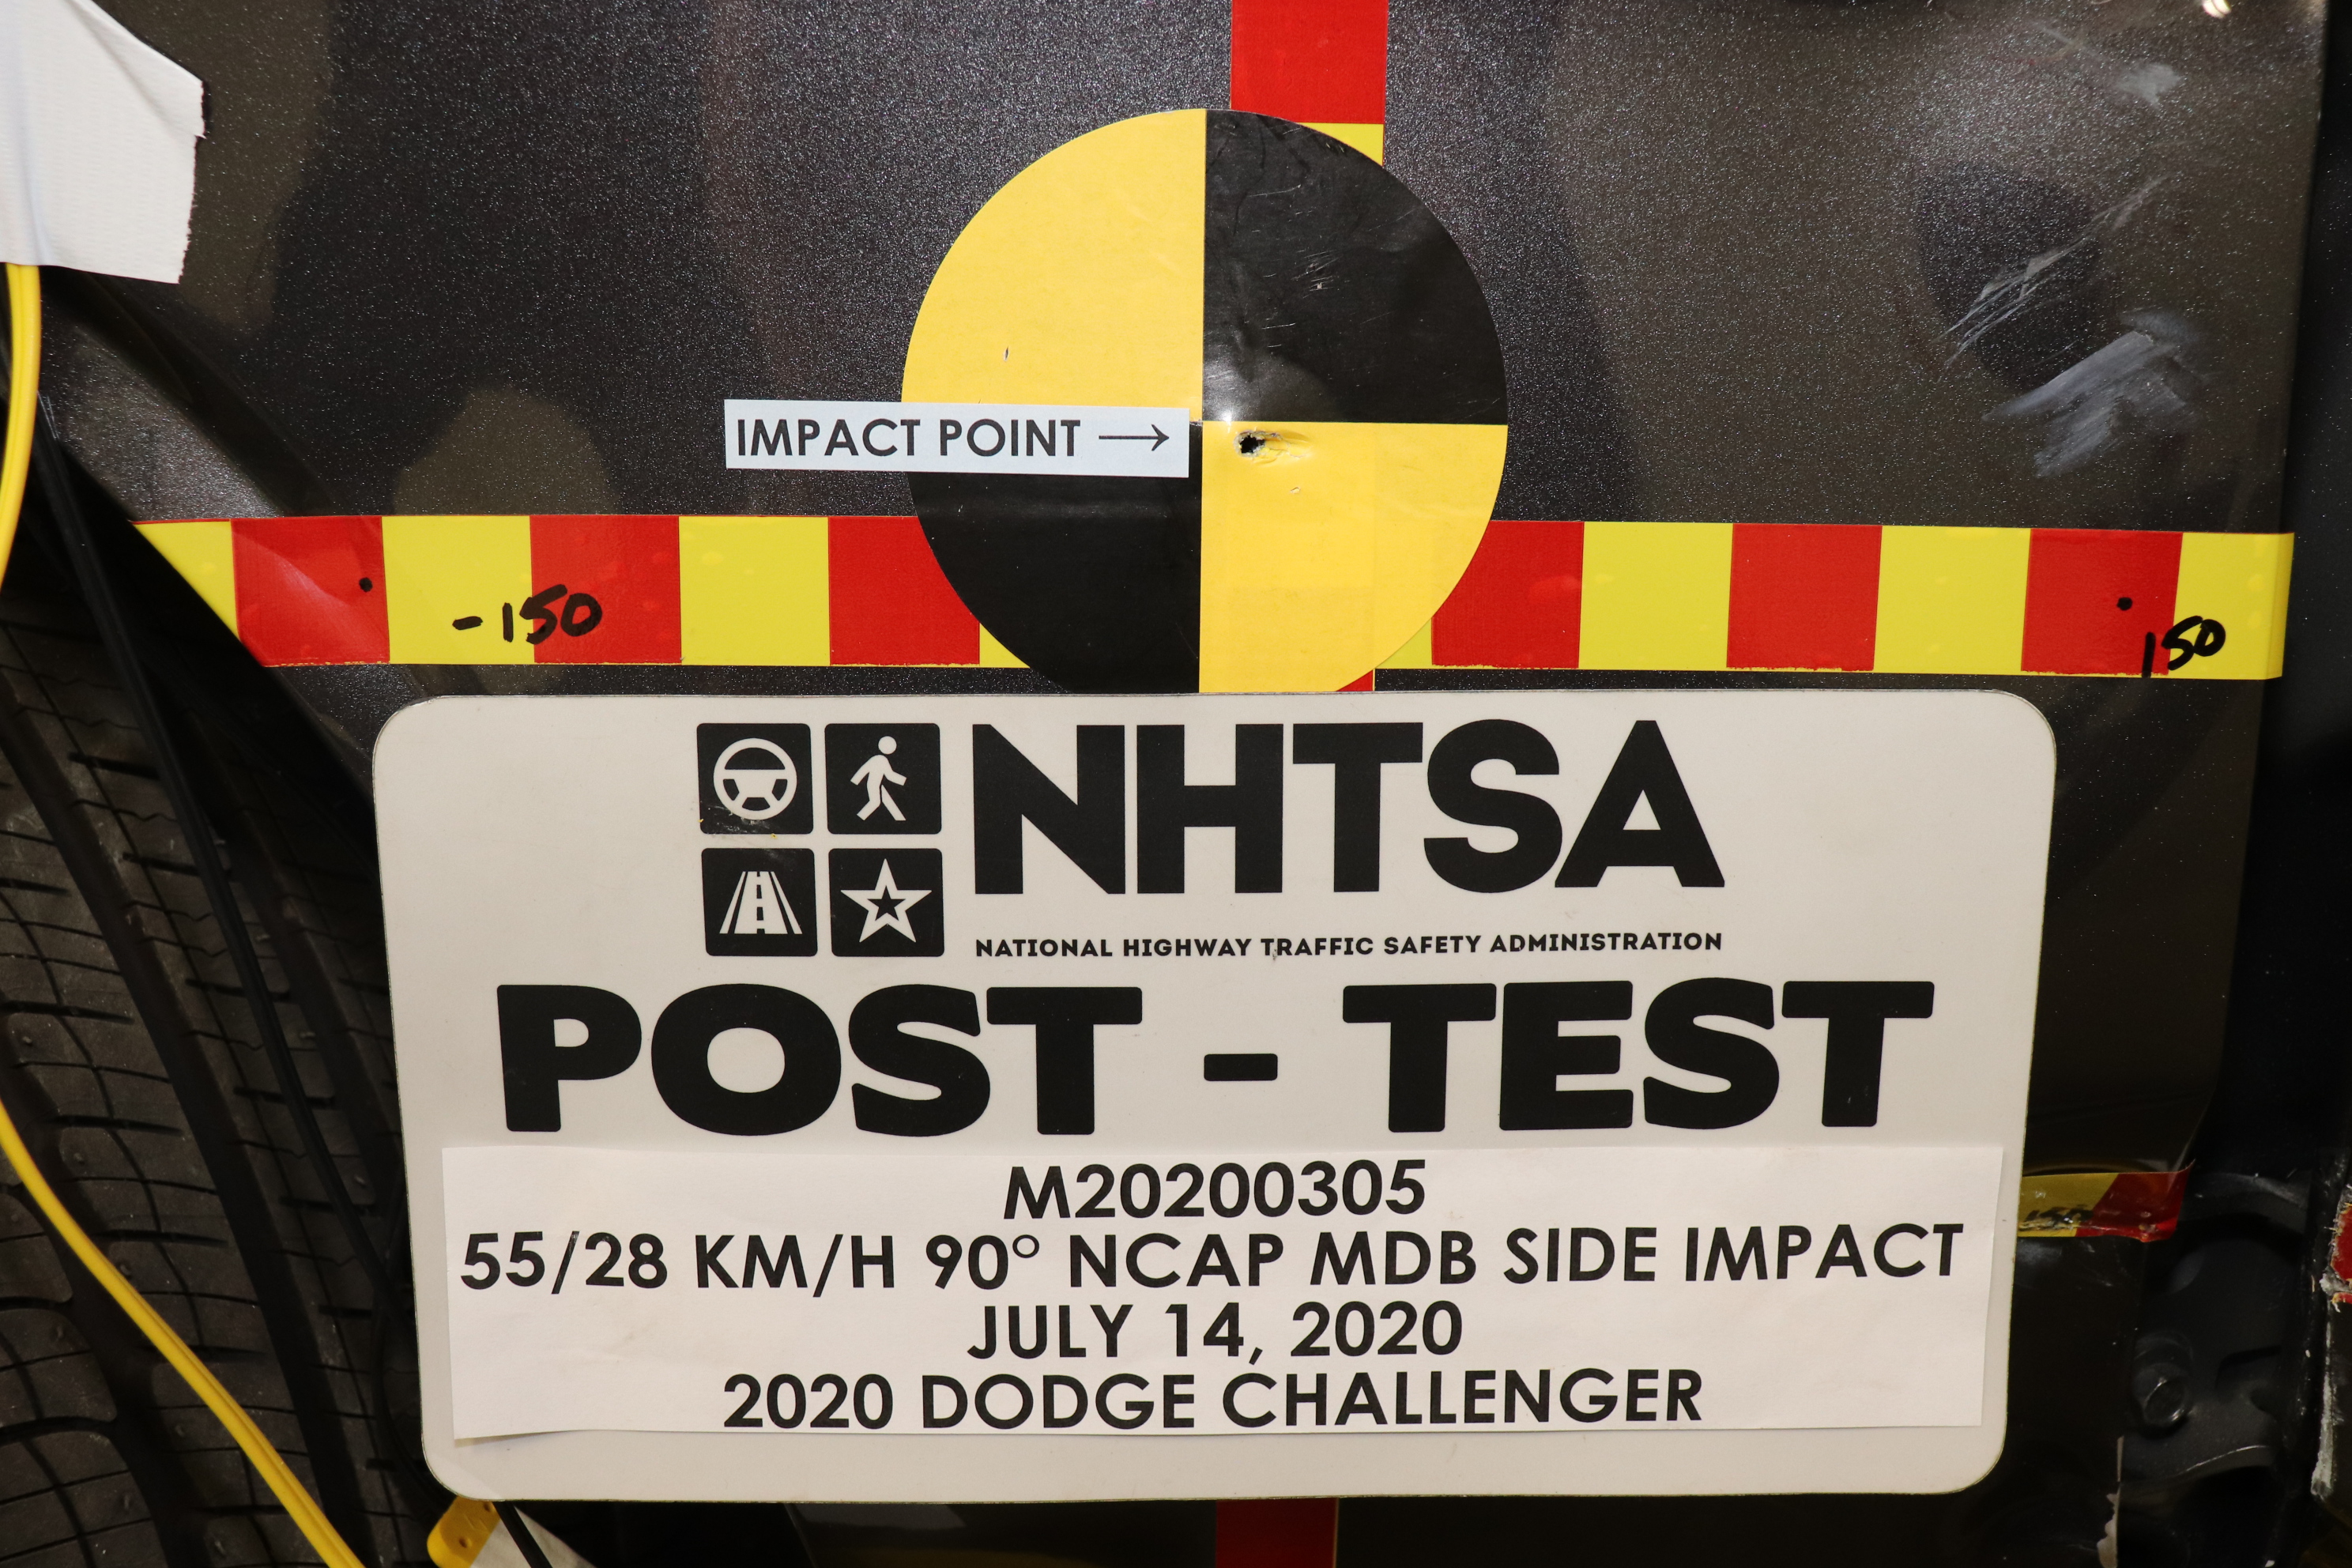 IMPACT POINT →
-150
150
NHTSA
NATIONAL HIGHWAY TRAFFIC SAFETY ADMINISTRATION
POST - TEST
M20200305
55/28 KM/H 90° NCAP MDB SIDE IMPACT
JULY 14, 2020
2020 DODGE CHALLENGER